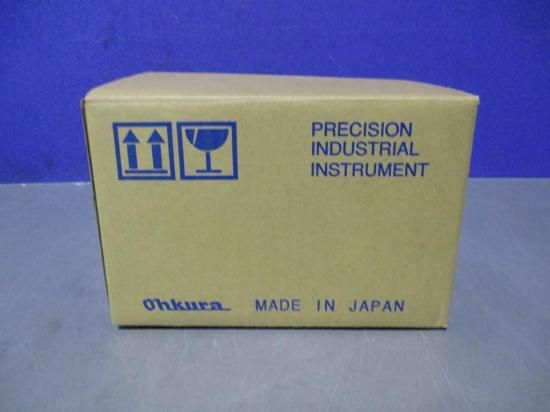 PRECISION
INDUSTRIAL
INSTRUMENT
Ohkura MADE IN JAPAN